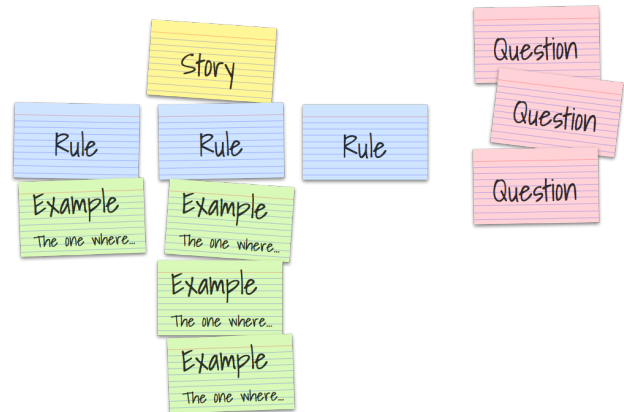 Story
Rule
Rule
Rule
Example
The one where...
Example
The one where...
Example
The one where...
Example
The one where...
Question
Question
Question